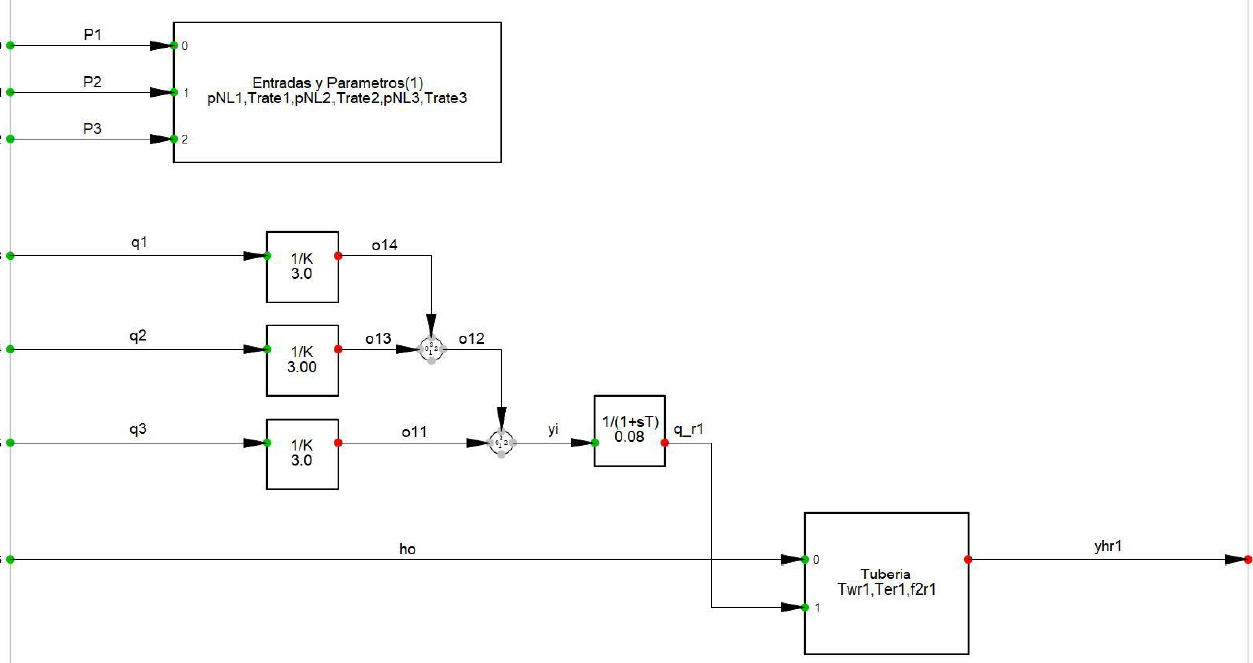 P1
0
Entradas y Parametros(1)
P2
1
pNL1,Trate1,pNL2,Trate2,pNL3,Trate3
P3
2
q1
1/K
3.0
o14
q2
1/K
3.00
o13
o12
q3
1/K
3.0
o11
yi
1/(1+sT)
0.08
q_r1
ho
0
Tuberia
Twr1,Ter1,f2r1
1
yhr1